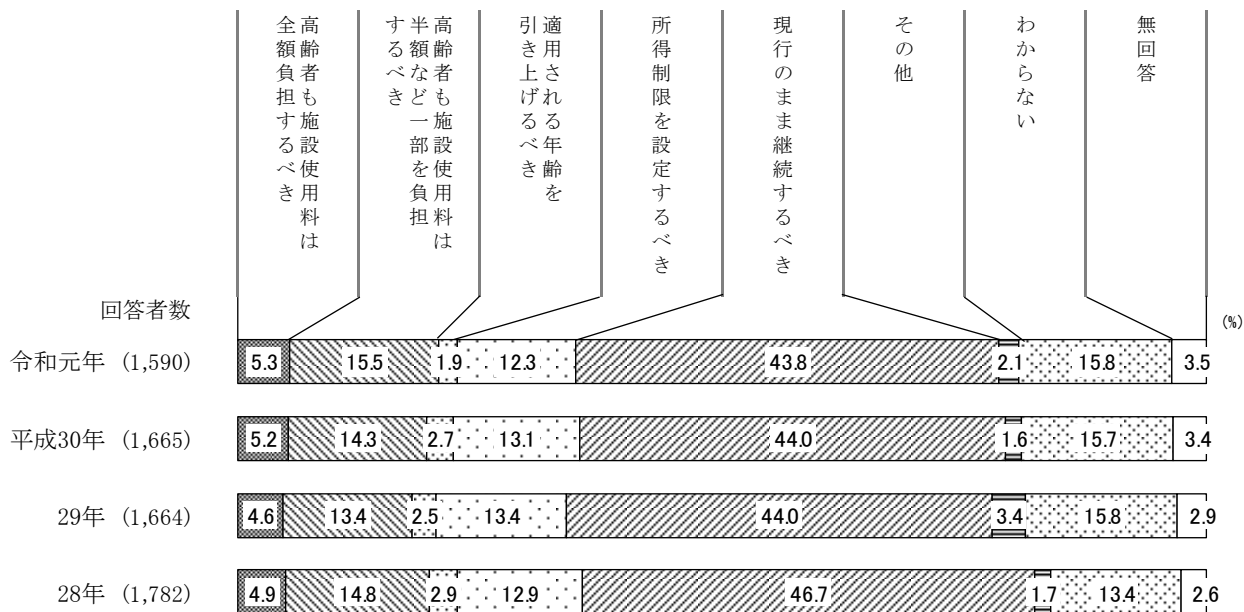 高齢者も施設使用料は
全額負担するべき
高齢者も施設使用料は
半額など一部を負担
するべき
適用される年齢を
引き上げるべき
所得制限を設定するべき
現行のまま継続するべき
その他
わからない
無回答
回答者数
(%)
令和元年 (1,590) 5.3 15.5 1.9 12.3 43.8 2.1 15.8 3.5
平成30年 (1,665) 5.2 14.3 2.7 13.1 44.0 1.6 15.7 3.4
29年 (1,664) 4.6 13.4 2.5 13.4 44.0 3.4 15.8 2.9
28年 (1,782) 4.9 14.8 2.9 12.9 46.7 1.7 13.4 2.6